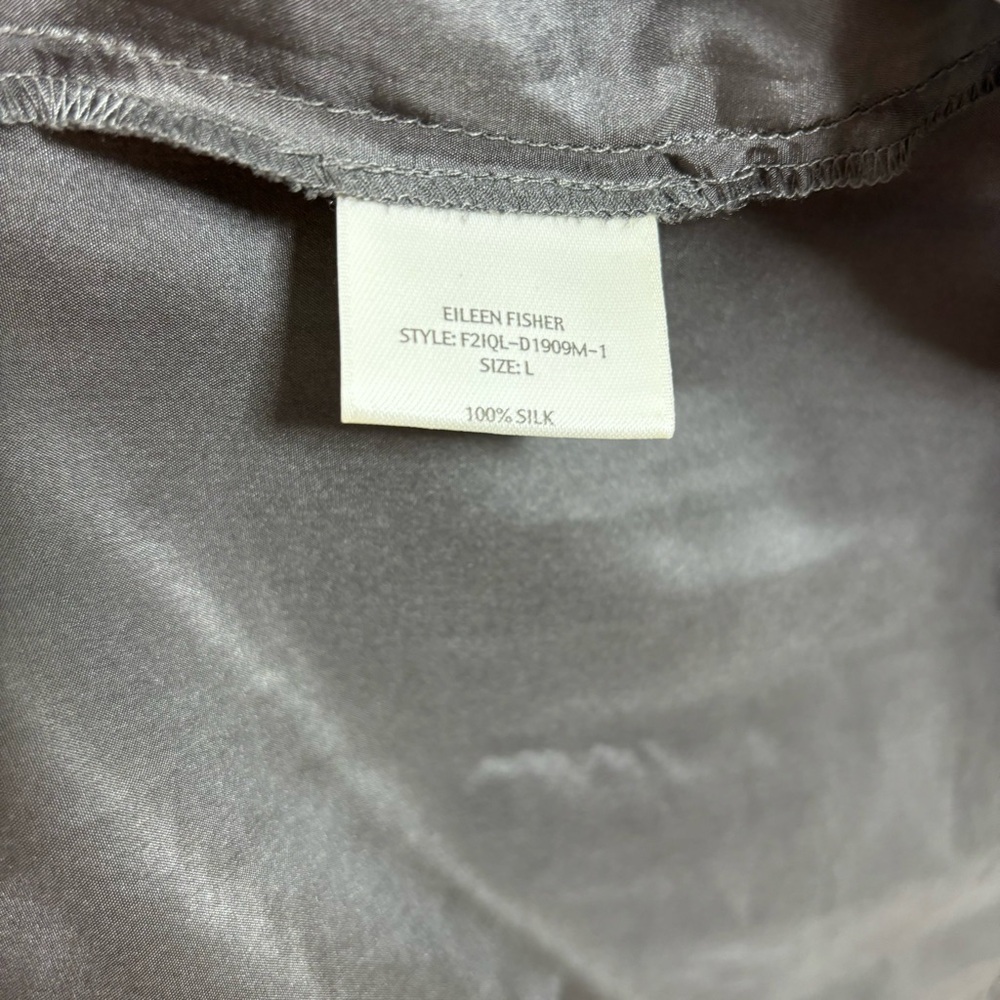 EILEEN FISHER
STYLE: F2IQL-D1909M-1
SIZE: L
100% SILK